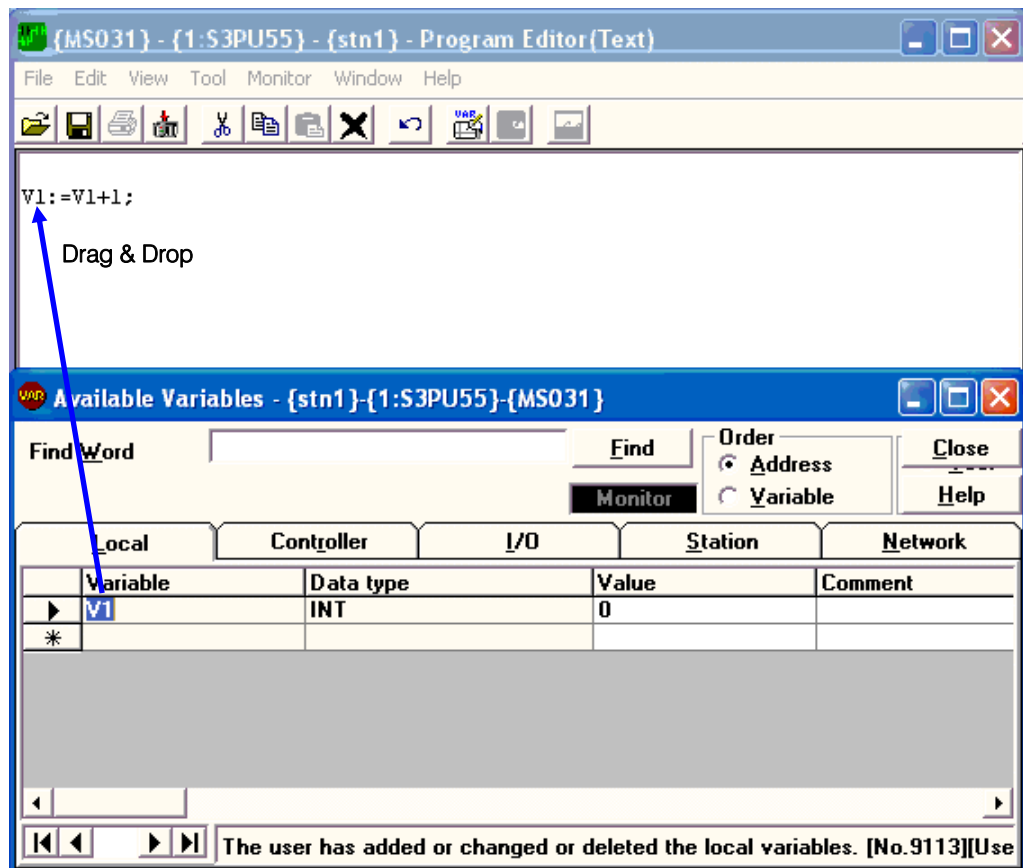 {MS031} - {1:S3PU55} - {stn1} - Program Editor(Text)
File Edit View Tool Monitor Window Help
VAR
V1:=V1+1;
Drag & Drop
VAR Available Variables - {stn1}-{1:S3PU55}-{MS031}
Find Word Find Order Close
Address
Monitor Variable Help
Local Controller I/O Station Network
Variable Data type Value Comment
V1 INT 0
The user has added or changed or deleted the local variables. [No.9113][Use